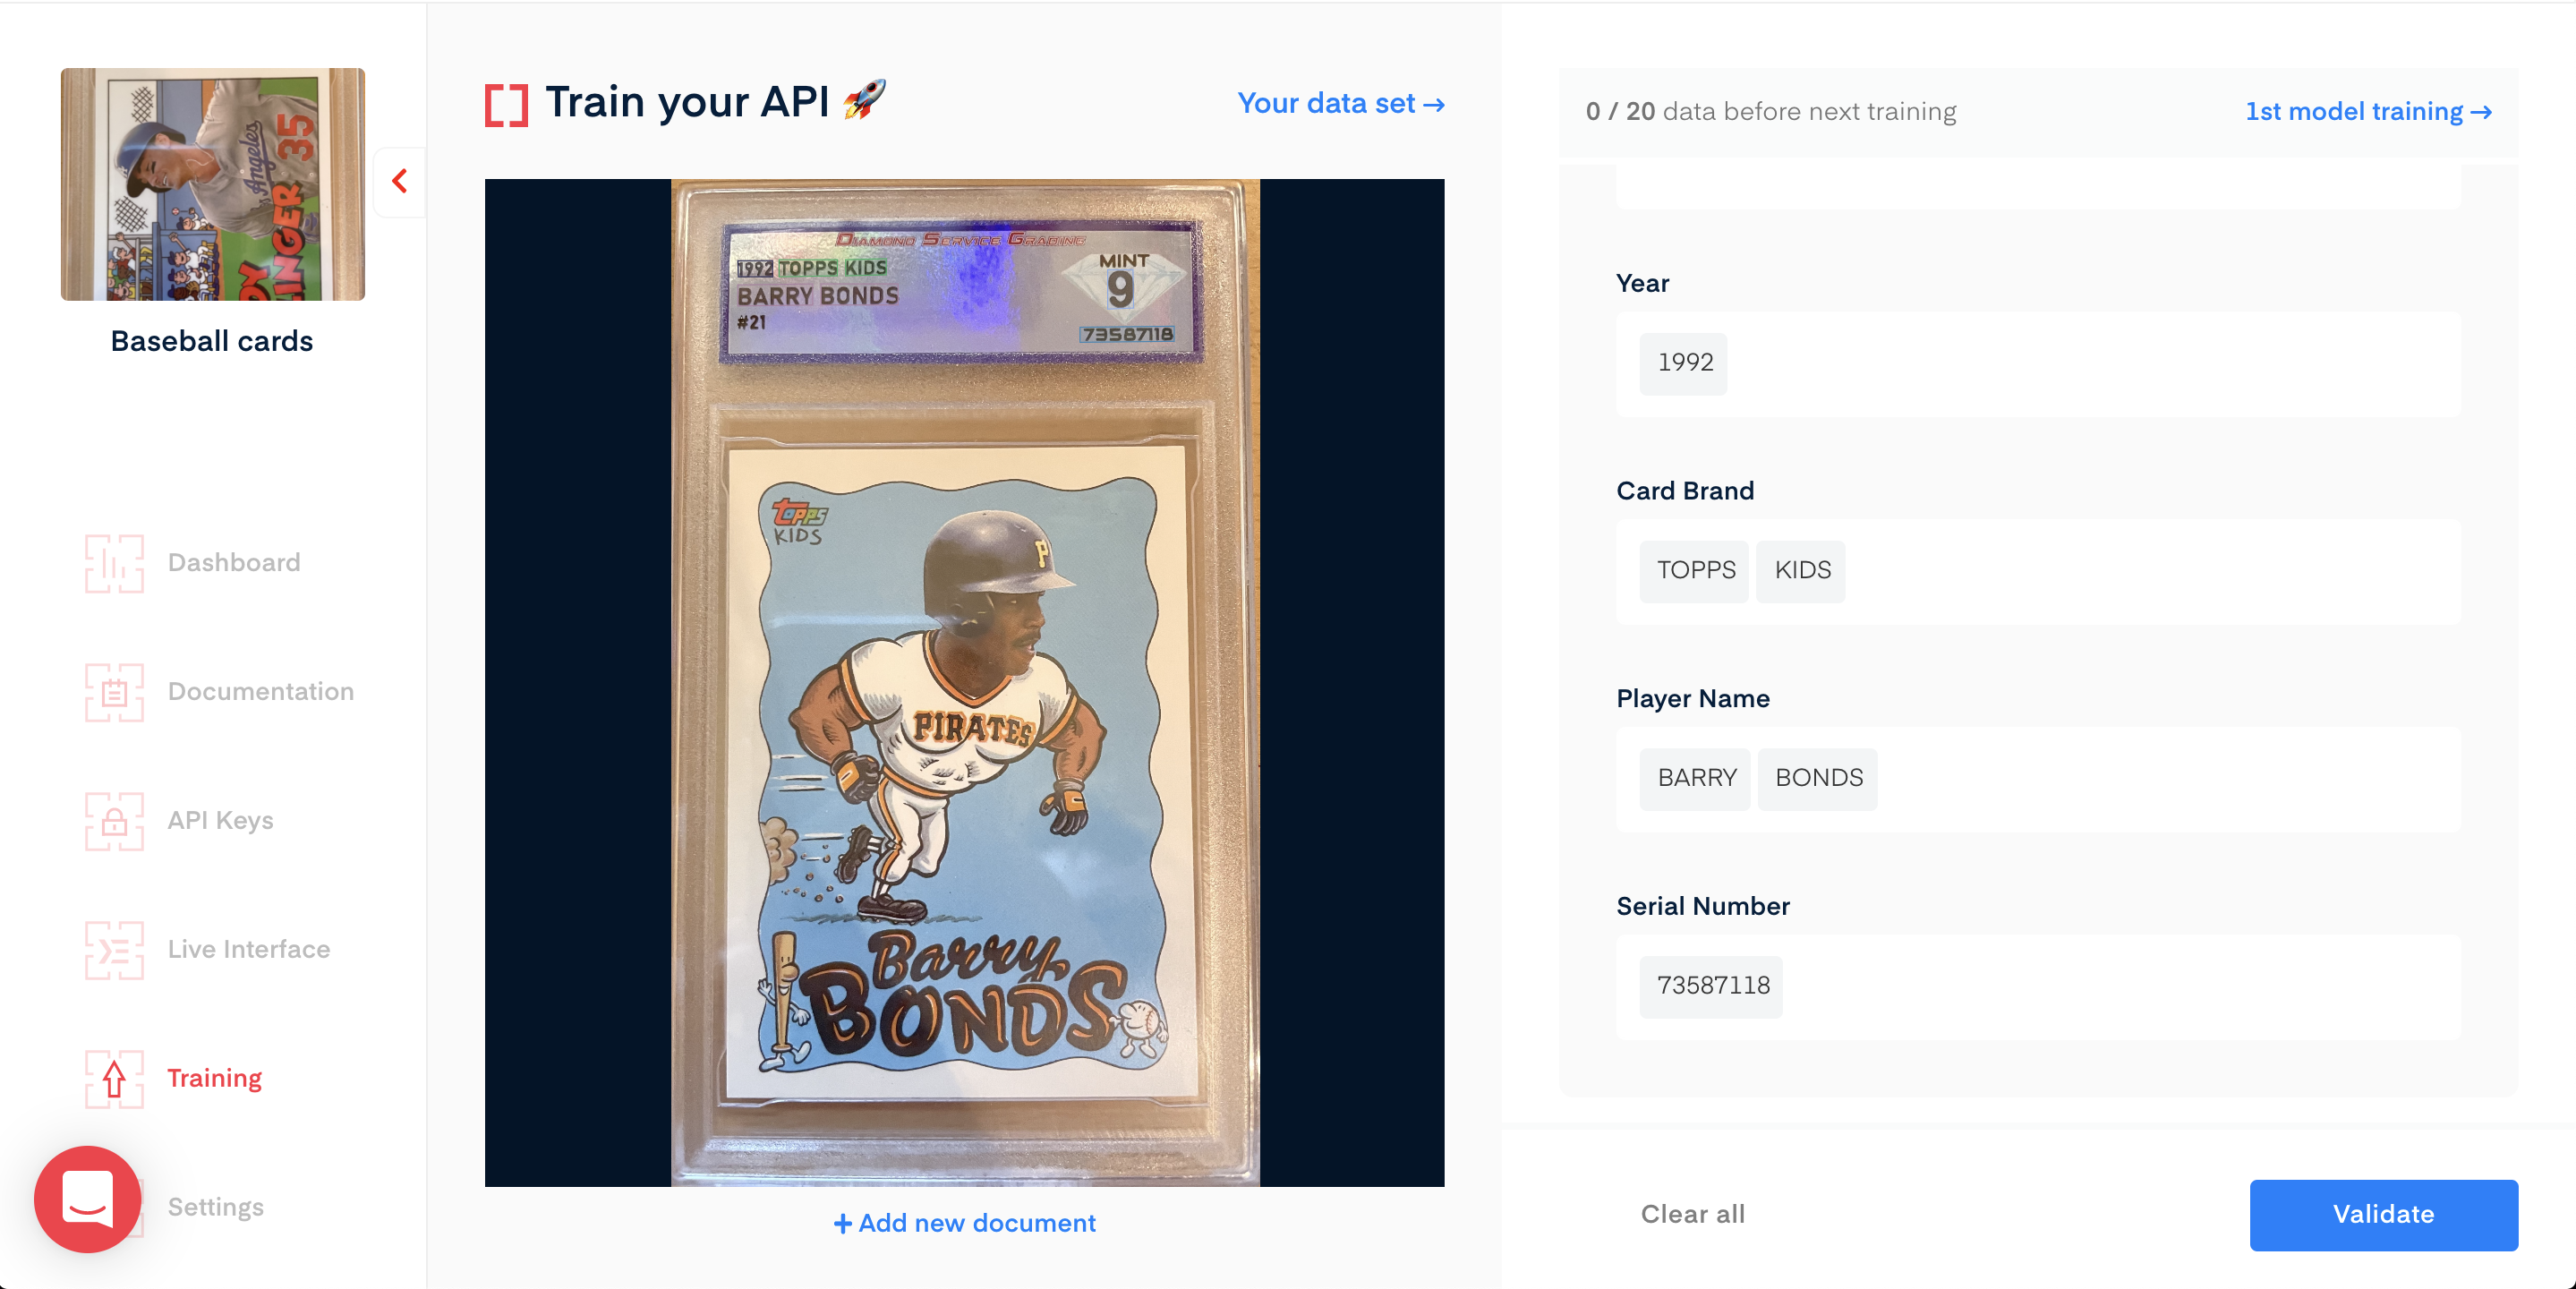 Angeles
35
Baseball cards
Dashboard
Documentation
API Keys
Live Interface
Training
Settings
Train your API 🚀
Your data set →
DIAMOND SERVICE GRADING
1992 TOPPS KIDS
BARRY BONDS
#21
MINT
9
73587118
TOPPS
KIDS
P
PIRATES
Barry
BONDS
+ Add new document
0 / 20 data before next training
1st model training →
Year
1992
Card Brand
TOPPS KIDS
Player Name
BARRY BONDS
Serial Number
73587118
Clear all
Validate